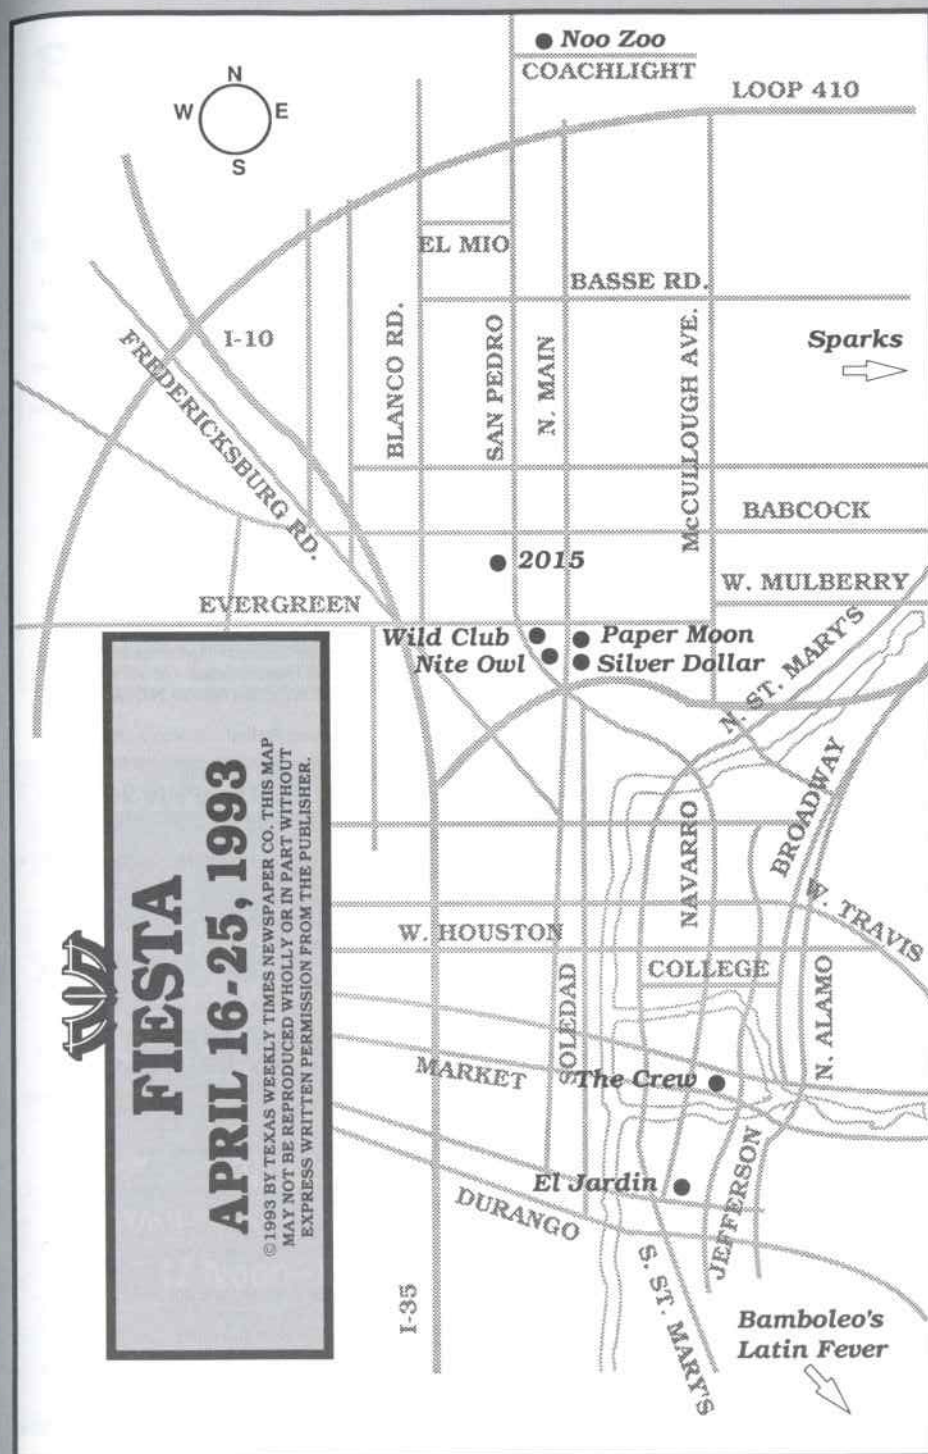 Noo Zoo
COACHLIGHT
LOOP 410
N
W E
S
EL MIO
BASSE RD.
I-10
BLANCO RD.
SAN PEDRO
N. MAIN
McCULLOUGH AVE.
Sparks
FREDERICKSBURG RD.
BABCOCK
2015
W. MULBERRY
EVERGREEN
Wild Club
Paper Moon
Nite Owl
Silver Dollar
N. ST. MARY'S
BROADWAY
NAVARRO
W. TRAVIS
W. HOUSTON
COLLEGE
SOLEDAD
N. ALAMO
MARKET
The Crew
El Jardin
JEFFERSON
DURANGO
S. ST. MARY'S
I-35
Bamboleo's
Latin Fever
FIESTA
APRIL 16-25, 1993
©1993 BY TEXAS WEEKLY TIMES NEWSPAPER CO. THIS MAP
MAY NOT BE REPRODUCED WHOLLY OR IN PART WITHOUT
EXPRESS WRITTEN PERMISSION FROM THE PUBLISHER.